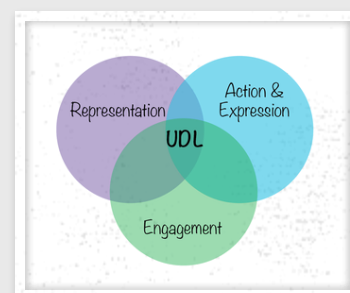 Representation
Action &
Expression
UDL
Engagement